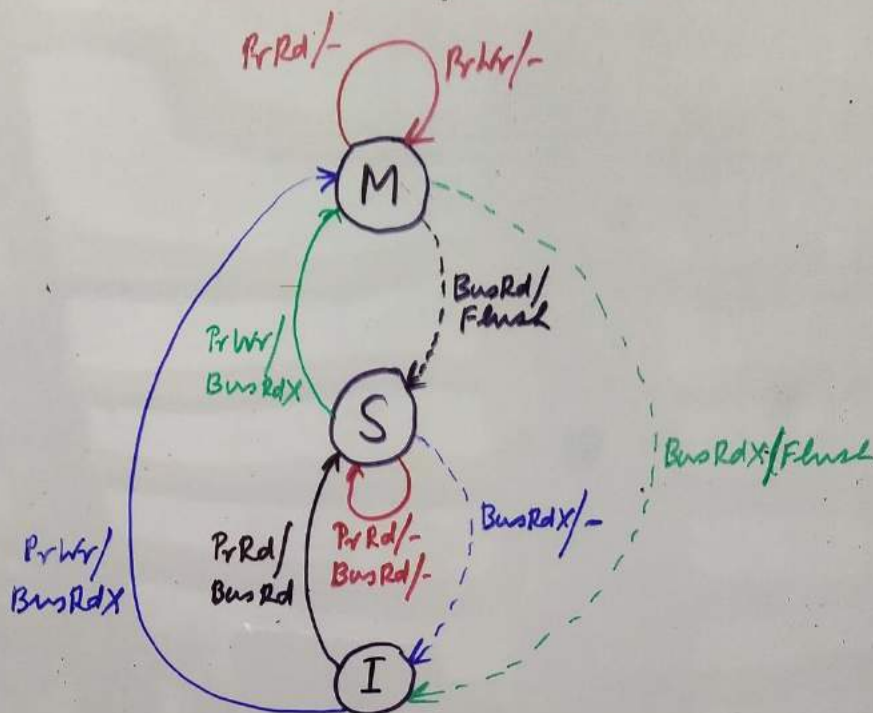 PrRd/-
PrWr/-
M
BusRd/
Flush
PrWr/
BusRdX
S
BusRdX/Flush
BusRdX/-
PrRd/-
BusRd/-
PrRd/
BusRd
PrWr/
BusRdX
I